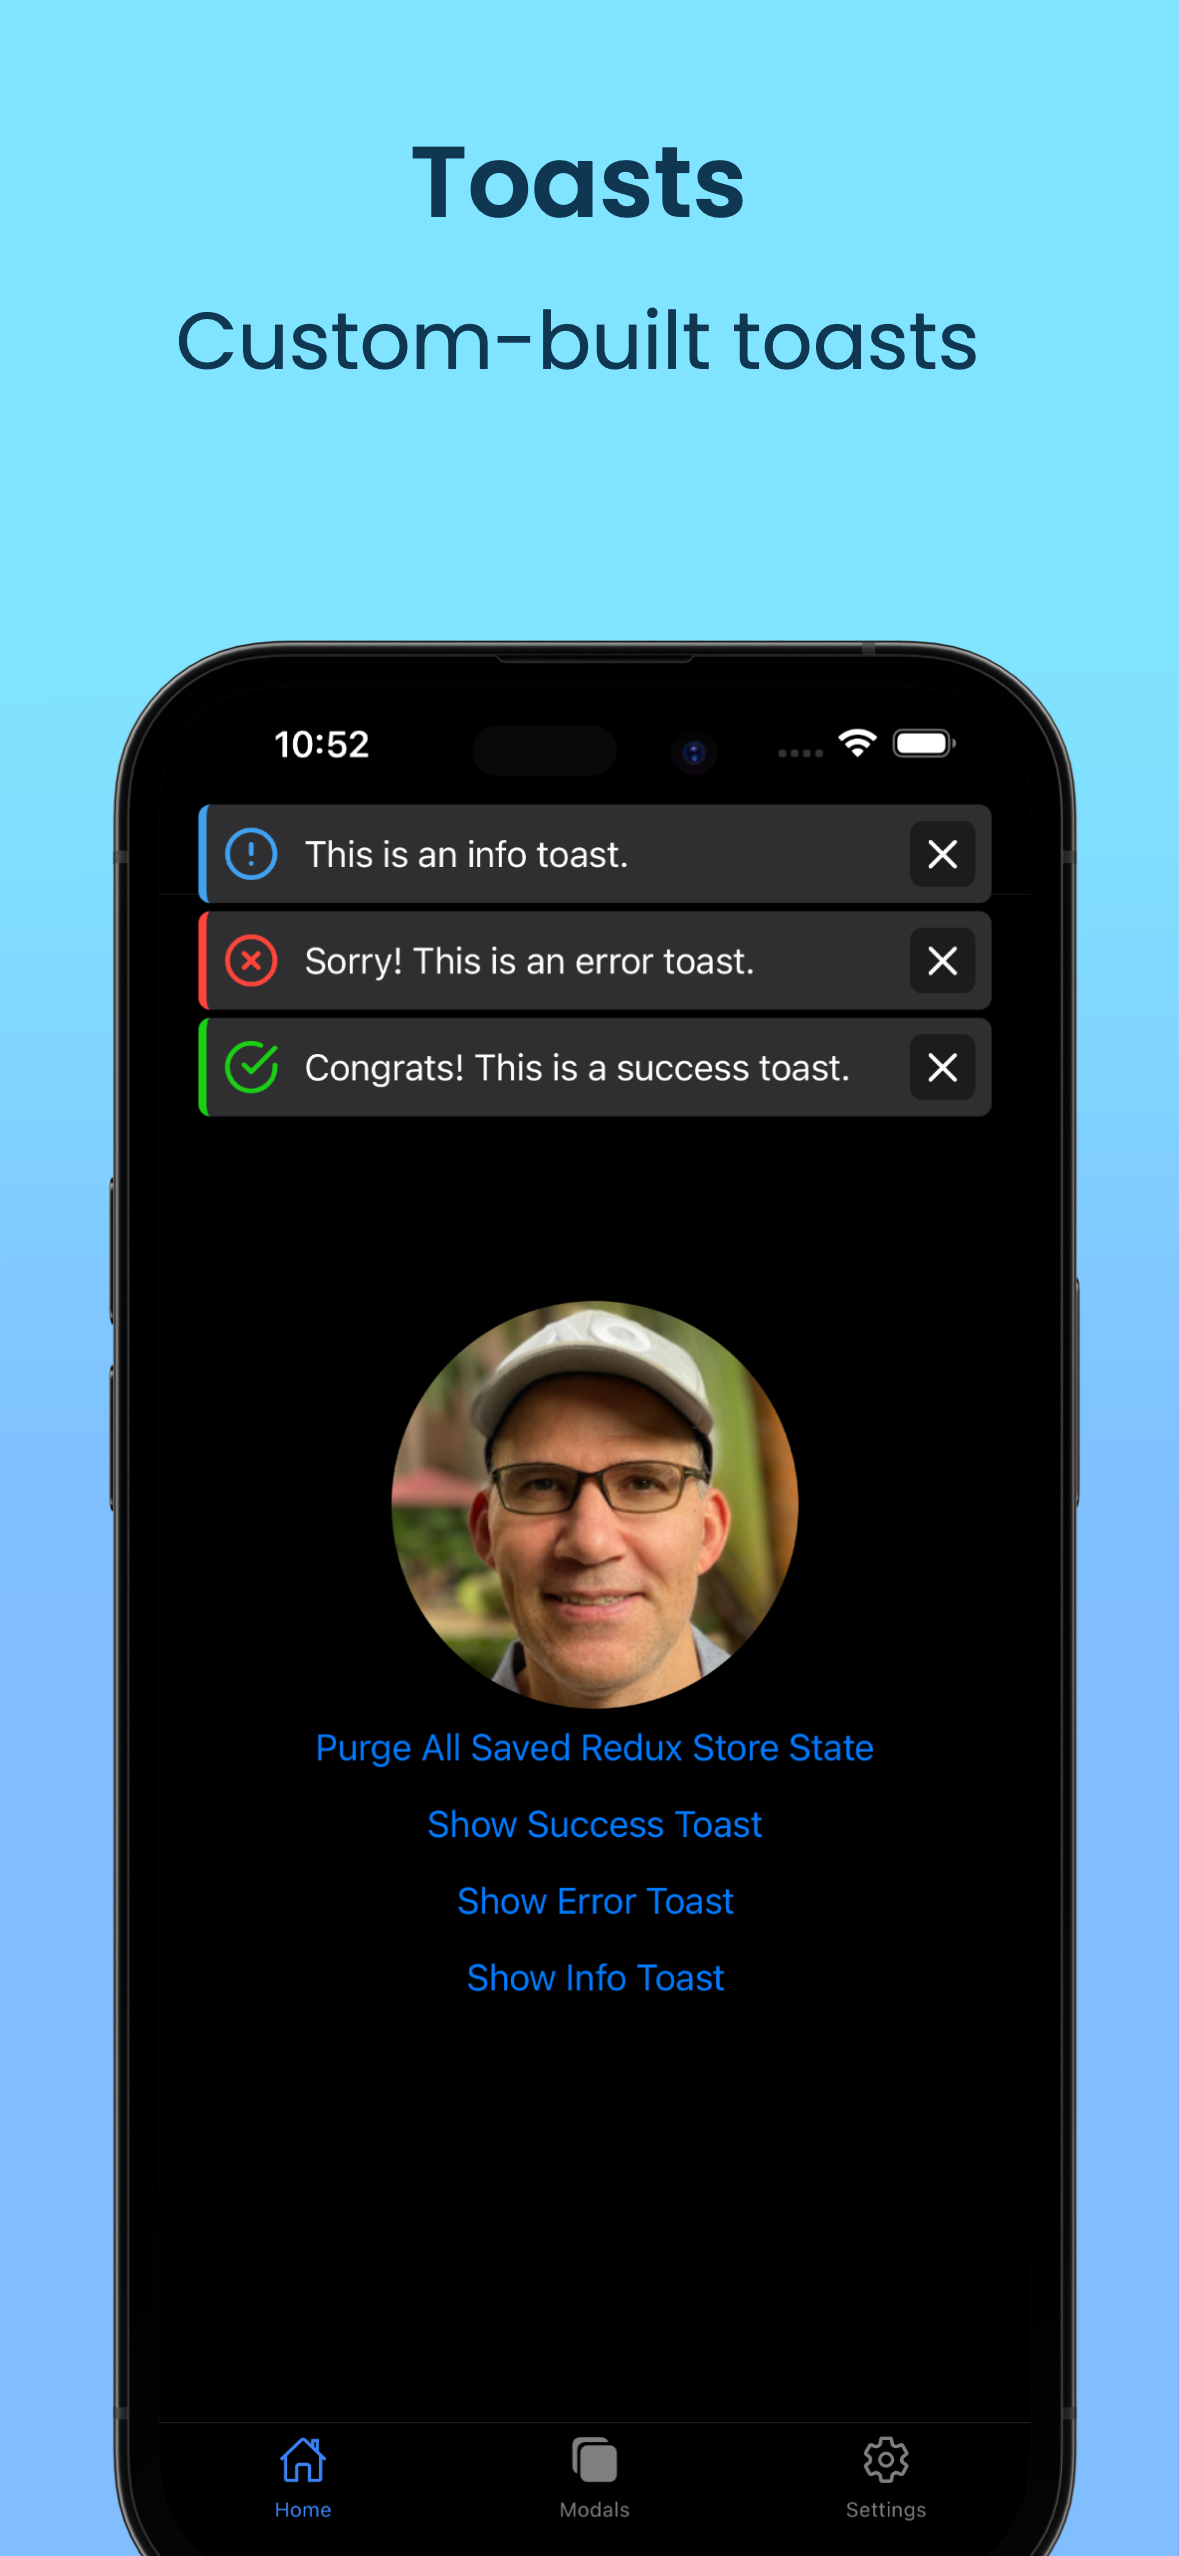 Toasts
Custom-built toasts
10:52
This is an info toast.
Sorry! This is an error toast.
Congrats! This is a success toast.
Purge All Saved Redux Store State
Show Success Toast
Show Error Toast
Show Info Toast
Home
Modals
Settings